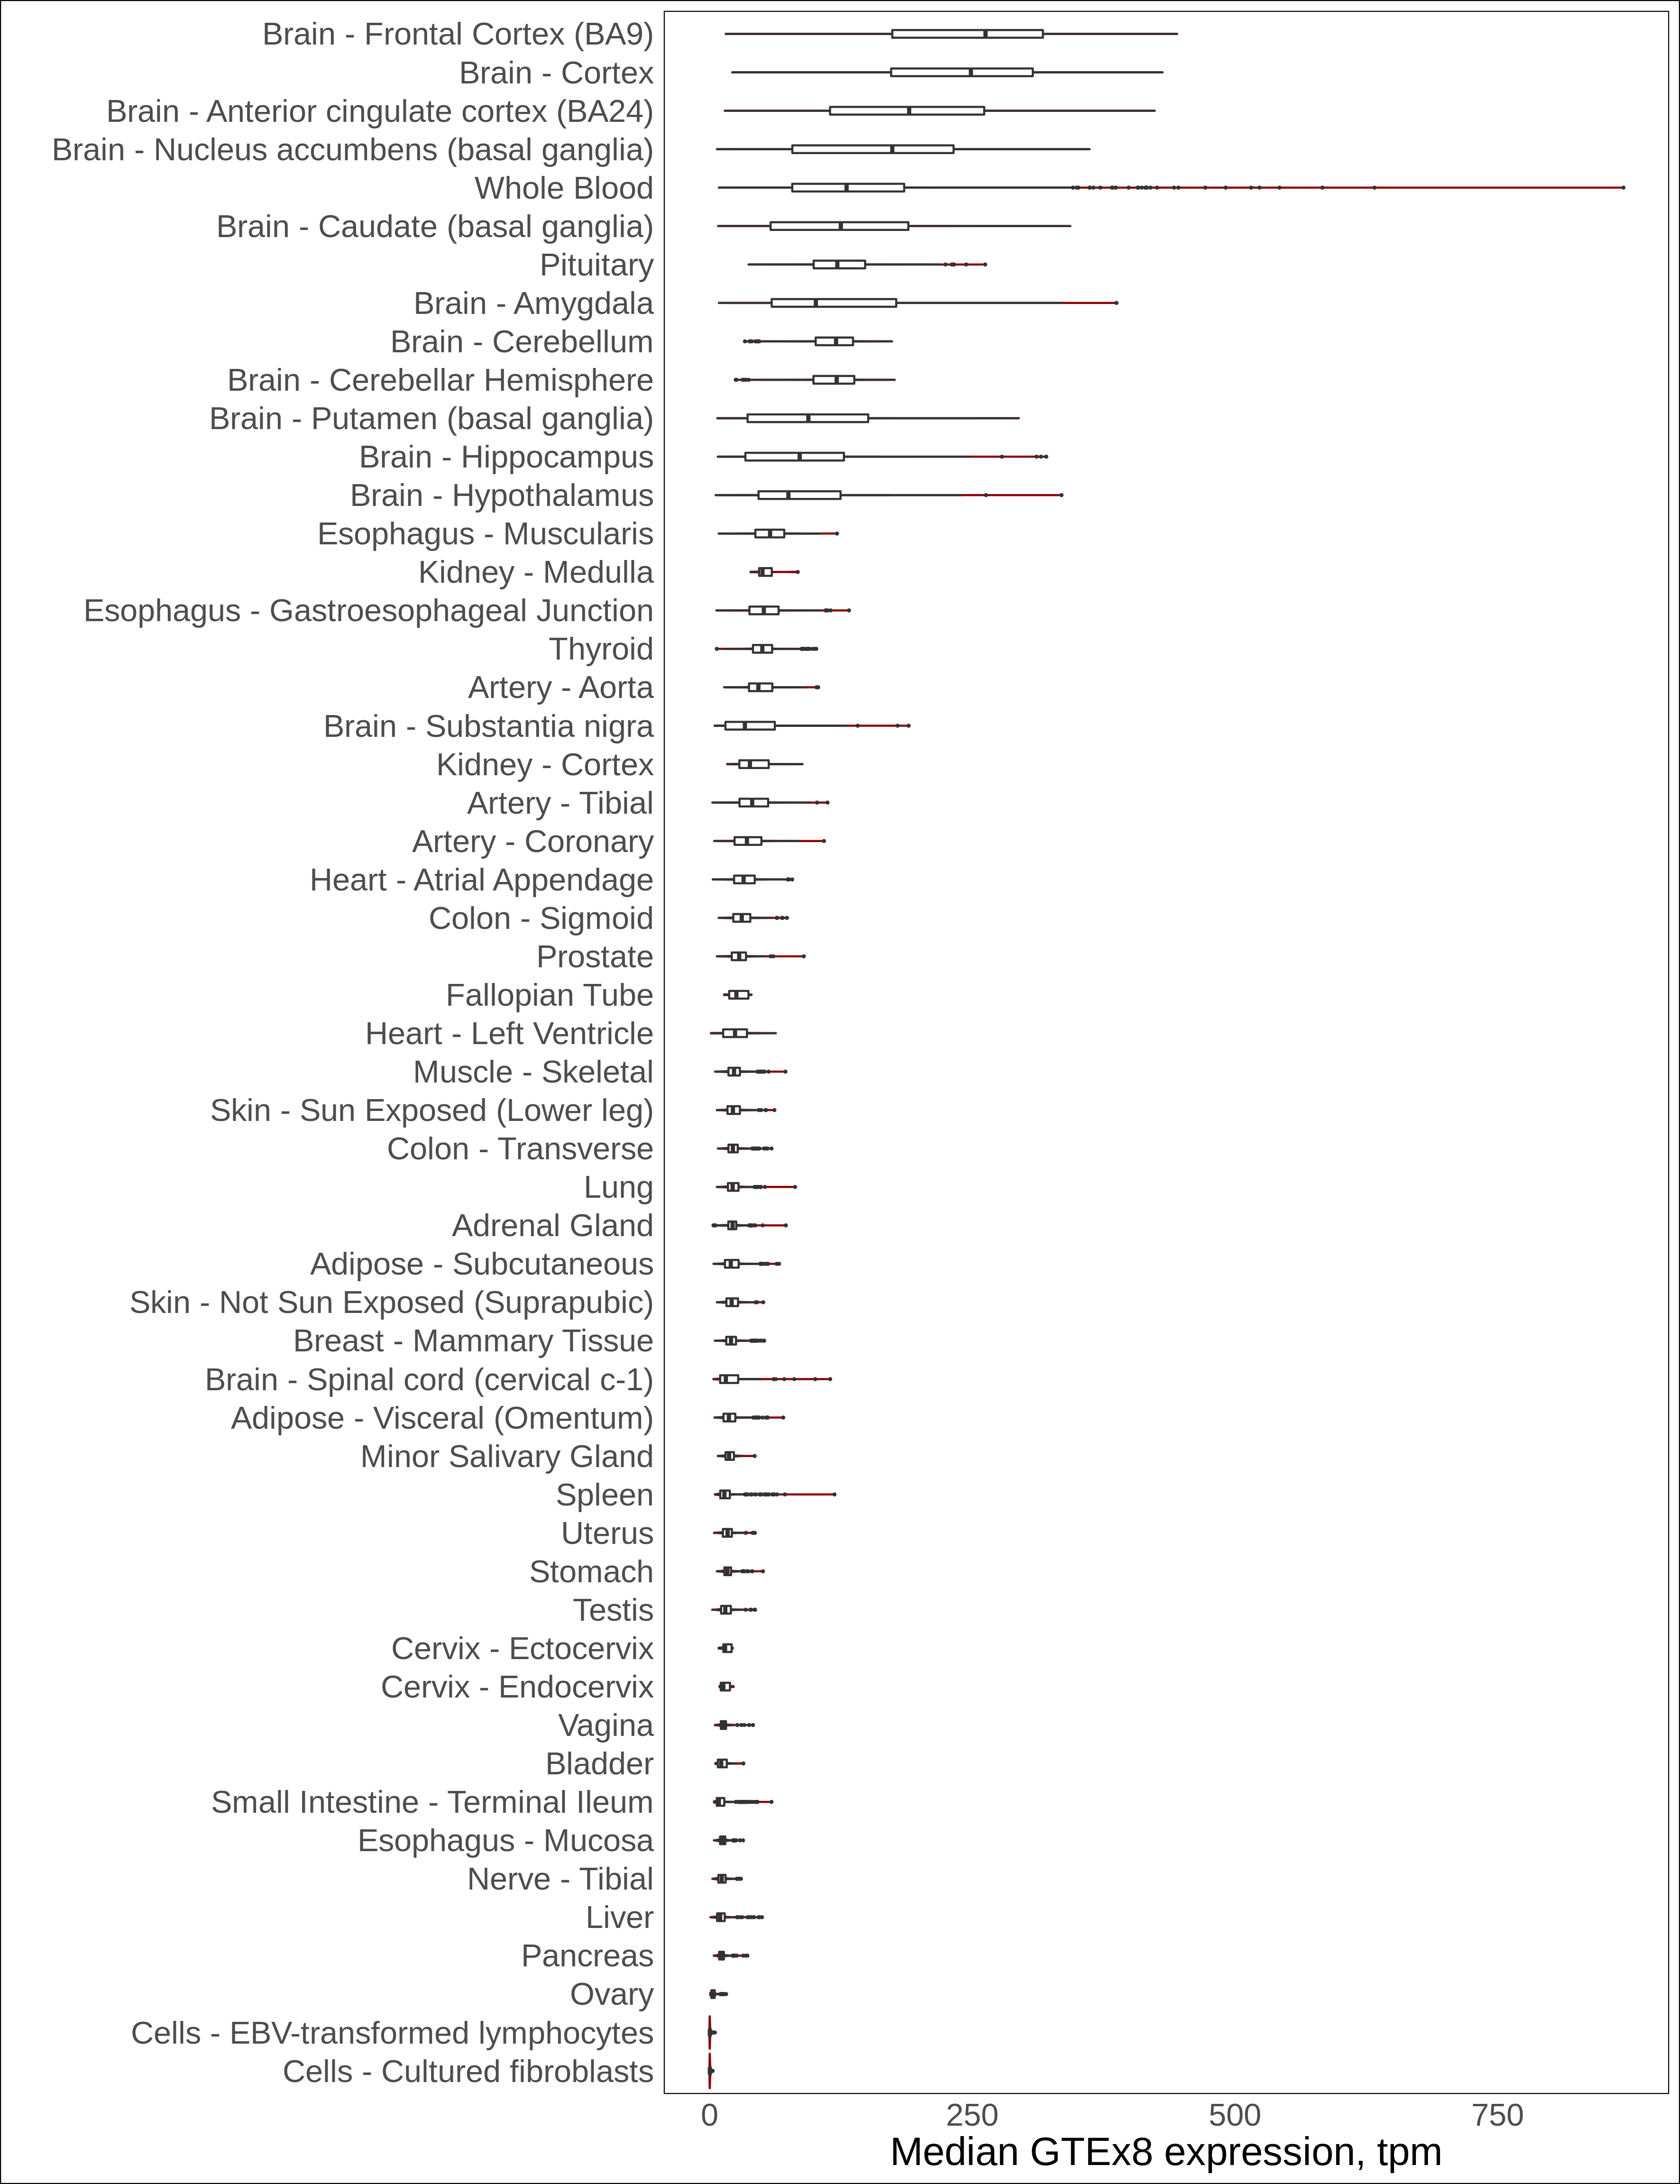 Brain - Frontal Cortex (BA9)
Brain - Cortex
Brain - Anterior cingulate cortex (BA24)
Brain - Nucleus accumbens (basal ganglia)
Whole Blood
Brain - Caudate (basal ganglia)
Pituitary
Brain - Amygdala
Brain - Cerebellum
Brain - Cerebellar Hemisphere
Brain - Putamen (basal ganglia)
Brain - Hippocampus
Brain - Hypothalamus
Esophagus - Muscularis
Kidney - Medulla
Esophagus - Gastroesophageal Junction
Thyroid
Artery - Aorta
Brain - Substantia nigra
Kidney - Cortex
Artery - Tibial
Artery - Coronary
Heart - Atrial Appendage
Colon - Sigmoid
Prostate
Fallopian Tube
Heart - Left Ventricle
Muscle - Skeletal
Skin - Sun Exposed (Lower leg)
Colon - Transverse
Lung
Adrenal Gland
Adipose - Subcutaneous
Skin - Not Sun Exposed (Suprapubic)
Breast - Mammary Tissue
Brain - Spinal cord (cervical c-1)
Adipose - Visceral (Omentum)
Minor Salivary Gland
Spleen
Uterus
Stomach
Testis
Cervix - Ectocervix
Cervix - Endocervix
Vagina
Bladder
Small Intestine - Terminal Ileum
Esophagus - Mucosa
Nerve - Tibial
Liver
Pancreas
Ovary
Cells - EBV-transformed lymphocytes
Cells - Cultured fibroblasts
0 250 500 750
Median GTEx8 expression, tpm